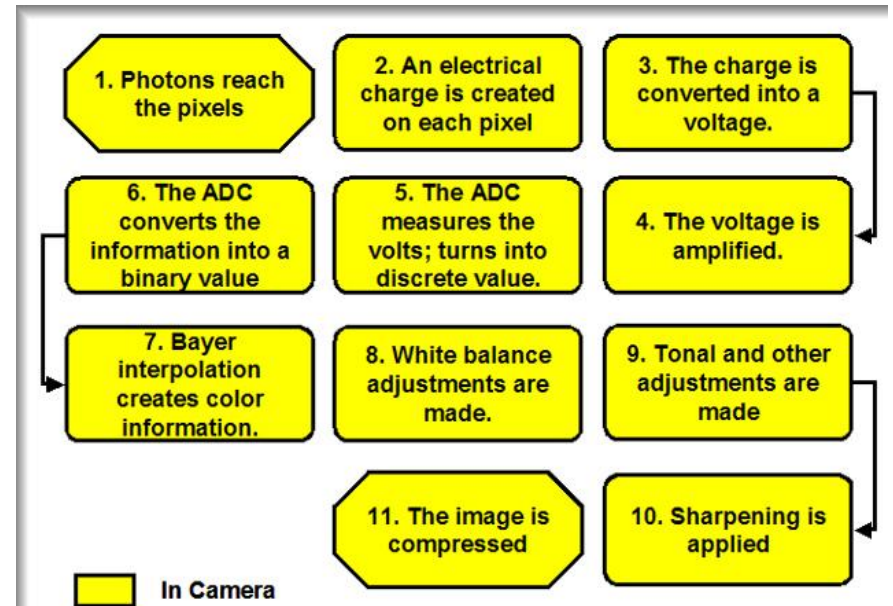 1. Photons reach
the pixels
2. An electrical
charge is created
on each pixel
3. The charge is
converted into a
voltage.
4. The voltage is
amplified.
5. The ADC
measures the
volts; turns into
discrete value.
6. The ADC
converts the
information into a
binary value
7. Bayer
interpolation
creates color
information.
8. White balance
adjustments are
made.
9. Tonal and other
adjustments are
made
10. Sharpening is
applied
11. The image is
compressed
In Camera